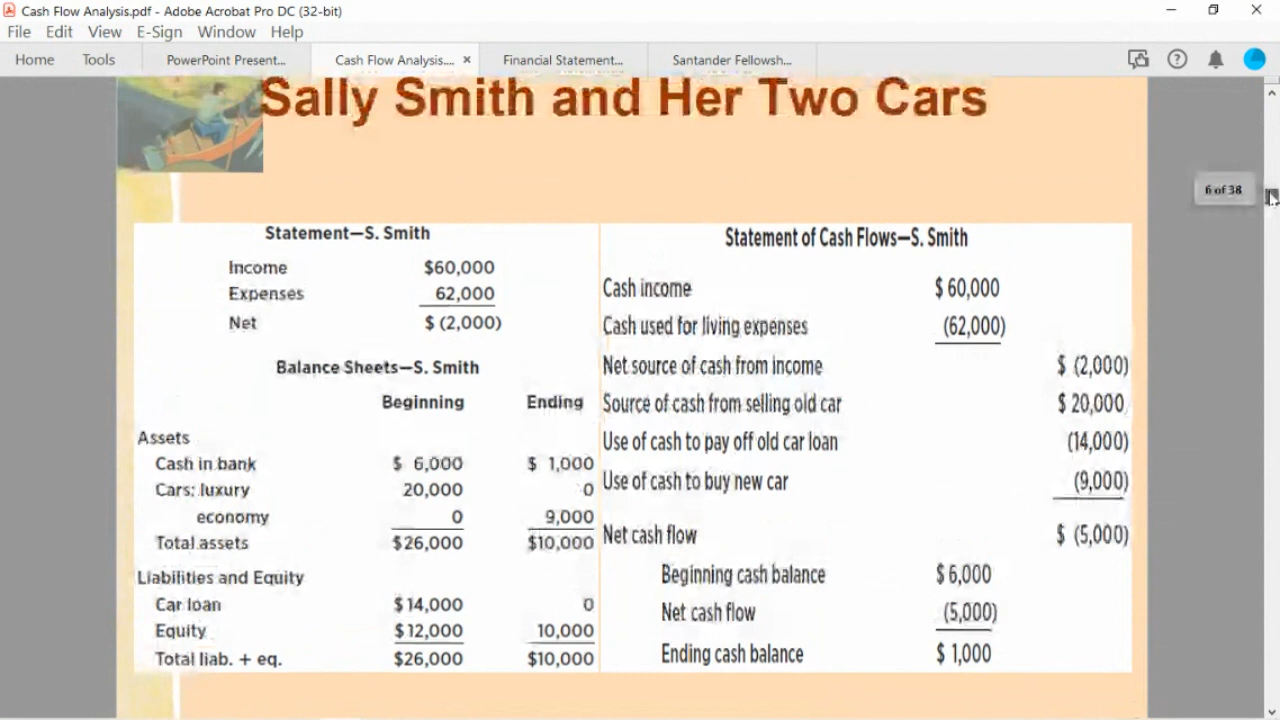 Cash Flow Analysis.pdf - Adobe Acrobat Pro DC (32-bit)
File Edit View E-Sign Window Help
Home Tools PowerPoint Present... Cash Flow Analysis.... × Financial Statement... Santander Fellowsh...
Sally Smith and Her Two Cars
6 of 38
Statement—S. Smith
Income $60,000
Expenses 62,000
Net $ (2,000)
Balance Sheets—S. Smith
Beginning Ending
Assets
Cash in bank $ 6,000 $ 1,000
Cars: luxury 20,000 0
economy 0 9,000
Total assets $26,000 $10,000
Liabilities and Equity
Car loan $14,000 0
Equity $12,000 10,000
Total liab. + eq. $26,000 $10,000
Statement of Cash Flows—S. Smith
Cash income $ 60,000
Cash used for living expenses (62,000)
Net source of cash from income $ (2,000)
Source of cash from selling old car $ 20,000
Use of cash to pay off old car loan (14,000)
Use of cash to buy new car (9,000)
Net cash flow $ (5,000)
Beginning cash balance $ 6,000
Net cash flow (5,000)
Ending cash balance $ 1,000